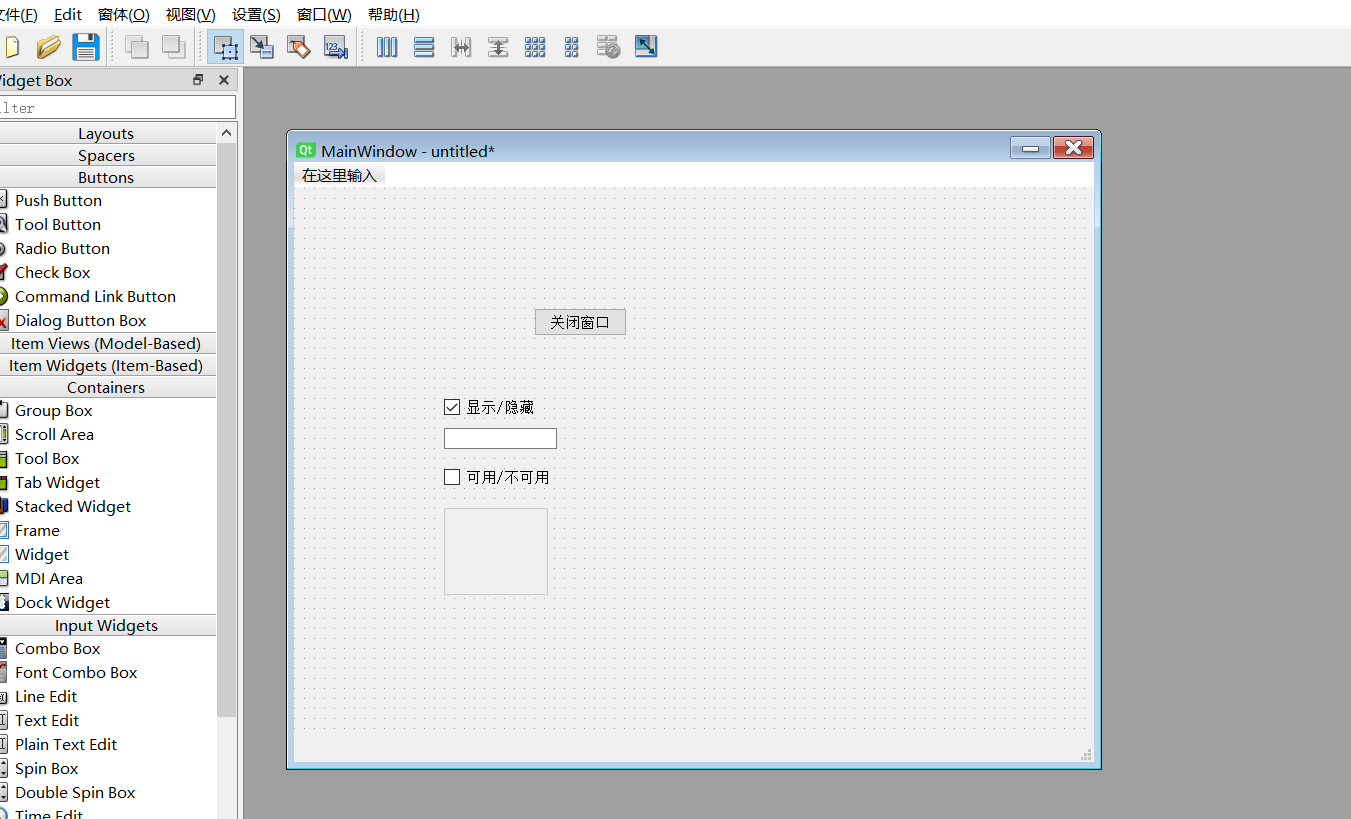 文件(F) Edit 窗体(O) 视图(V) 设置(S) 窗口(W) 帮助(H)
123
idget Box
lter
Layouts
Spacers
Buttons
Push Button
Tool Button
Radio Button
Check Box
Command Link Button
Dialog Button Box
Item Views (Model-Based)
Item Widgets (Item-Based)
Containers
Group Box
Scroll Area
Tool Box
Tab Widget
Stacked Widget
Frame
Widget
MDI Area
Dock Widget
Input Widgets
Combo Box
Font Combo Box
Line Edit
Text Edit
Plain Text Edit
Spin Box
Double Spin Box
Time Edit
Qt MainWindow - untitled*
在这里输入
关闭窗口
显示/隐藏
可用/不可用